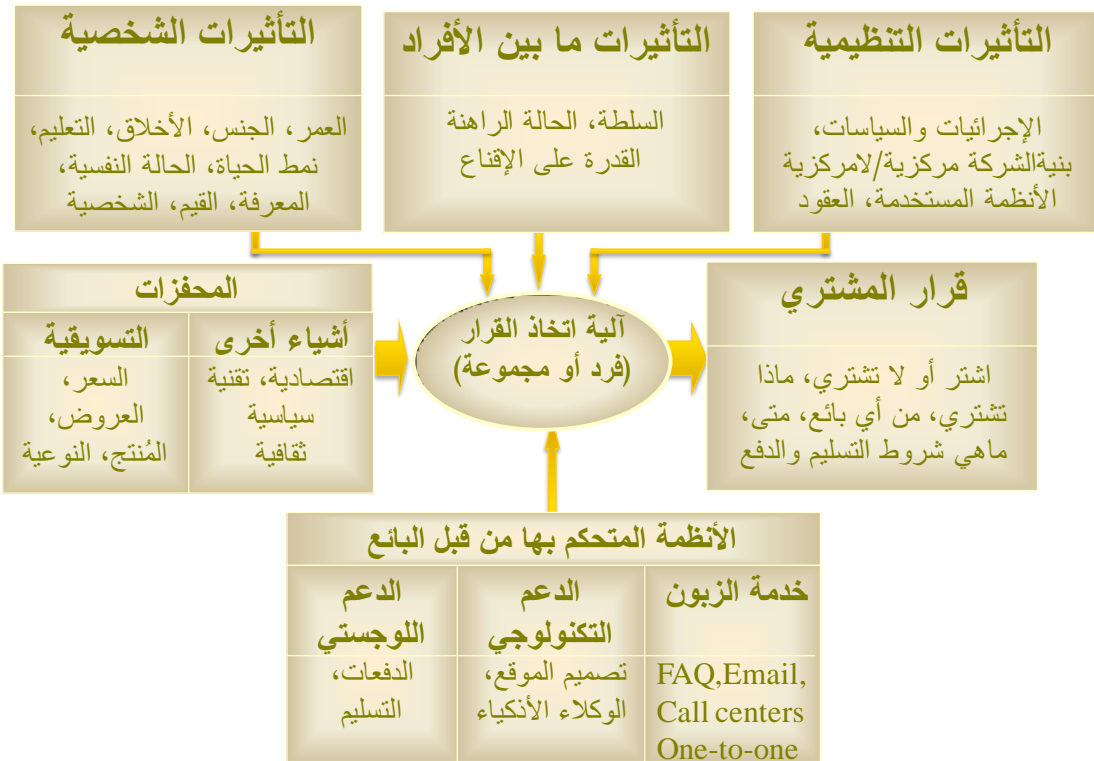 التأثيرات التنظيمية
الإجرائيات والسياسات،
بنيةالشركة مركزية/لامركزية
الأنظمة المستخدمة، العقود
التأثيرات ما بين الأفراد
السلطة، الحالة الراهنة
القدرة على الإقناع
التأثيرات الشخصية
العمر، الجنس، الأخلاق، التعليم،
نمط الحياة، الحالة النفسية،
المعرفة، القيم، الشخصية
قرار المشتري
اشتر أو لا تشتري، ماذا
تشتري، من أي بائع، متى،
ماهي شروط التسليم والدفع
آلية اتخاذ القرار
(فرد أو مجموعة)
المحفزات
أشياء أخرى
اقتصادية، تقنية
سياسية
ثقافية
التسويقية
السعر،
العروض،
المُنتج، النوعية
الأنظمة المتحكم بها من قبل البائع
خدمة الزبون
FAQ,Email,
Call centers
One-to-one
الدعم
التكنولوجي
تصميم الموقع،
الوكلاء الأذكياء
الدعم
اللوجستي
الدفعات،
التسليم